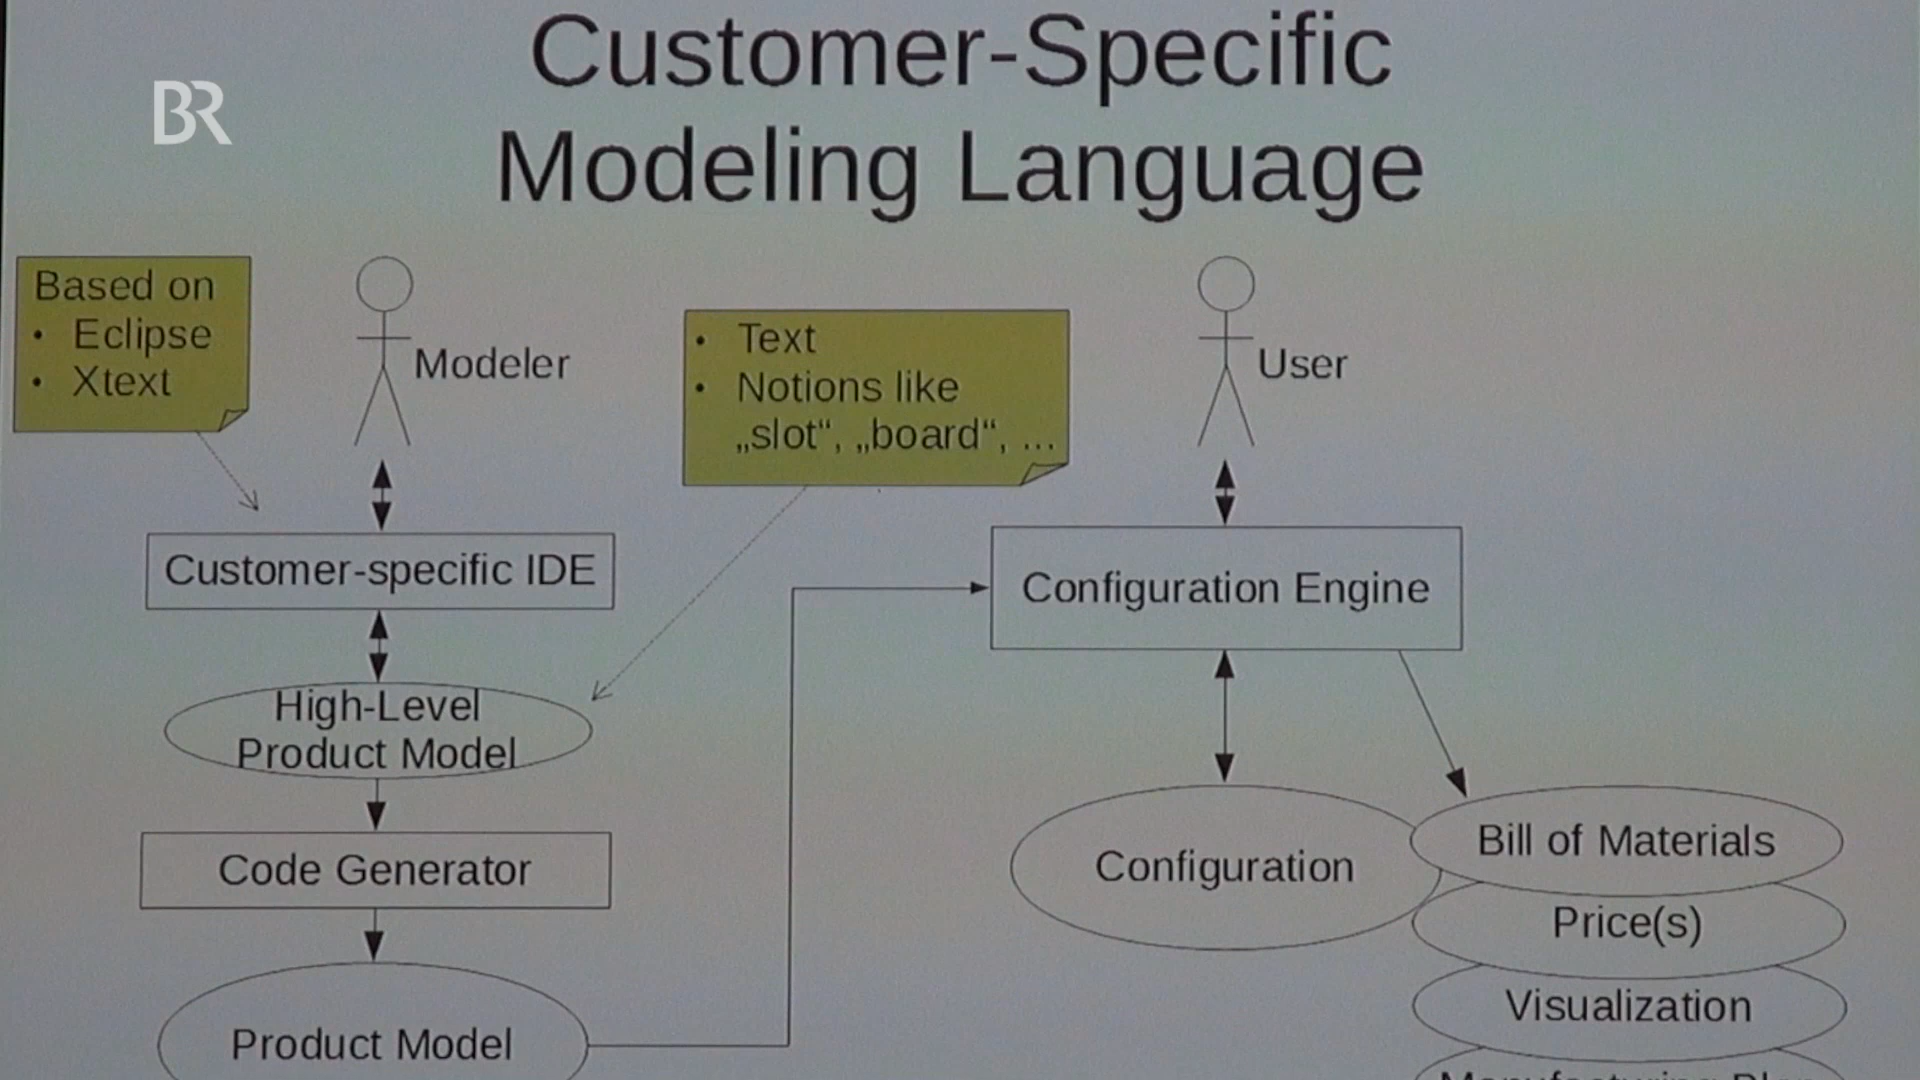 Customer-Specific
Modeling Language
BR
Based on
• Eclipse
• Xtext
Modeler
• Text
• Notions like
„slot“, „board“, ...
User
Customer-specific IDE
Configuration Engine
High-Level
Product Model
Code Generator
Configuration
Bill of Materials
Price(s)
Visualization
Product Model